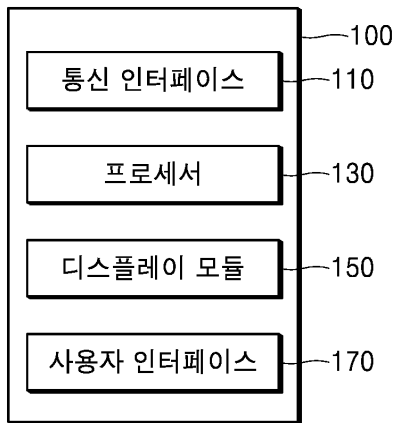 100
통신 인터페이스 110
프로세서 130
디스플레이 모듈 150
사용자 인터페이스 170